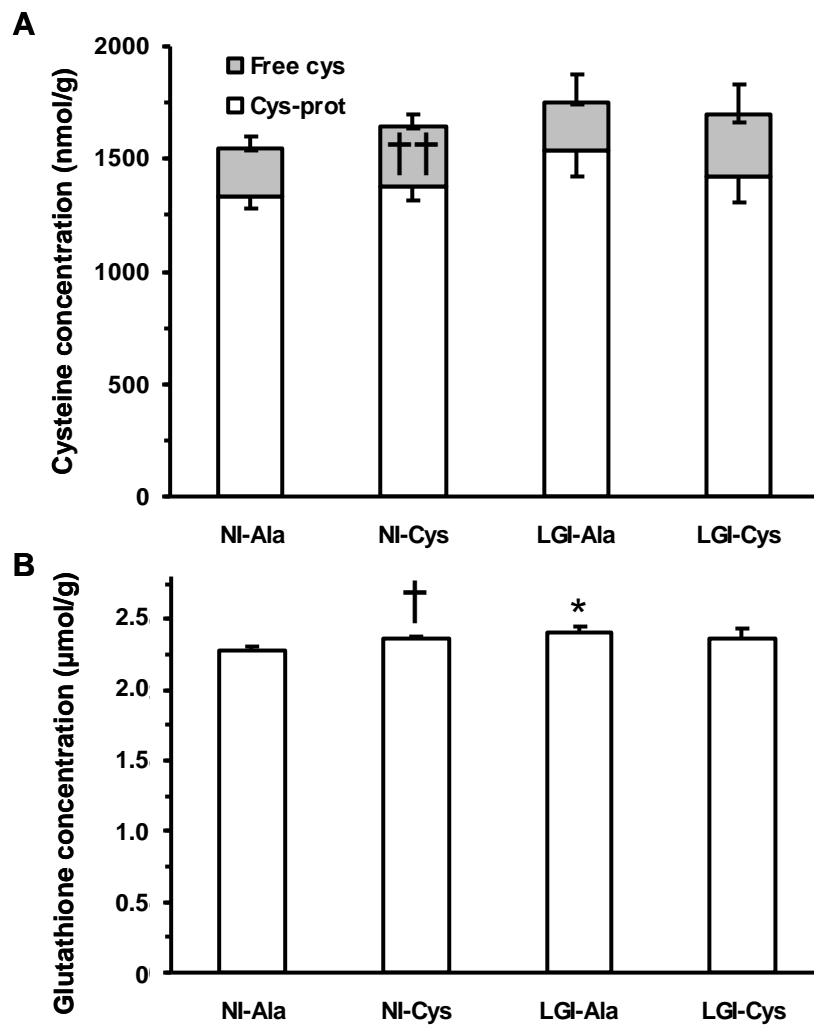 A
Cysteine concentration (nmol/g)
2000
1500
1000
500
0
Free cys
Cys-prot
††
NI-Ala NI-Cys LGI-Ala LGI-Cys
B
Glutathione concentration (µmol/g)
2.5
2.0
1.5
1.0
0.5
0
† *
NI-Ala NI-Cys LGI-Ala LGI-Cys